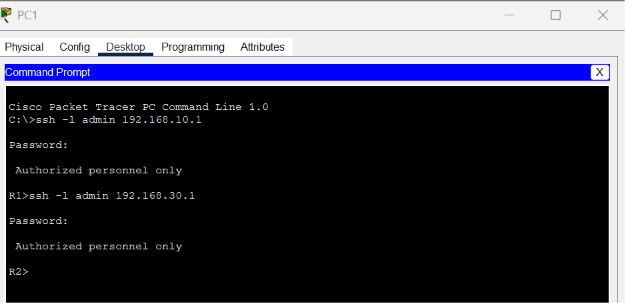 PC1
Physical Config Desktop Programming Attributes
Command Prompt X
Cisco Packet Tracer PC Command Line 1.0
C:\>ssh -l admin 192.168.10.1
Password:
Authorized personnel only
R1>ssh -l admin 192.168.30.1
Password:
Authorized personnel only
R2>